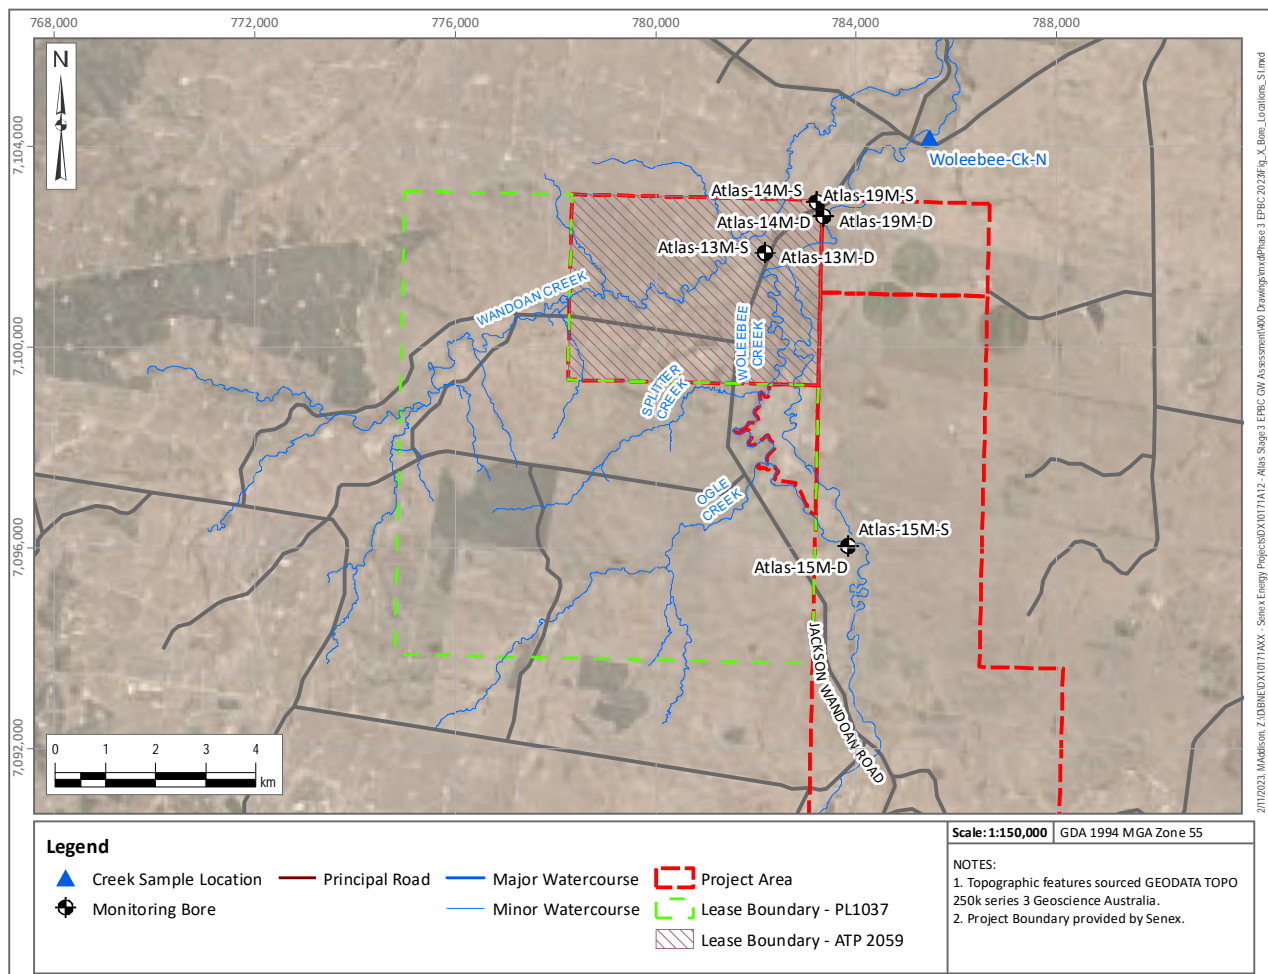 768,000
772,000
776,000
780,000
784,000
788,000
N
7,104,000
7,100,000
7,096,000
7,092,000
Woleebee-Ck-N
Atlas-14M-S
Atlas-19M-S
Atlas-14M-D
Atlas-19M-D
Atlas-13M-S
Atlas-13M-D
WANDOAN CREEK
WOLEEBEE
CREEK
SPLITTER
CREEK
OGLE
CREEK
Atlas-15M-S
Atlas-15M-D
JACKSON WANDOAN ROAD
0 1 2 3 4
km
Legend
Creek Sample Location
Monitoring Bore
Principal Road
Major Watercourse
Minor Watercourse
Project Area
Lease Boundary - PL1037
Lease Boundary - ATP 2059
Scale: 1:150,000
GDA 1994 MGA Zone 55
NOTES:
1. Topographic features sourced GEODATA TOPO
250k series 3 Geoscience Australia.
2. Project Boundary provided by Senex.